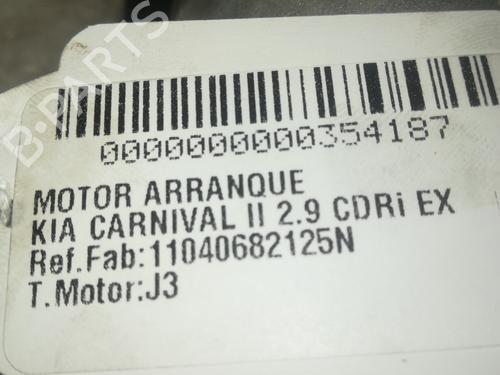 B-PARTS
0000000000354187
MOTOR ARRANQUE
KIA CARNIVAL II 2.9 CDRi EX
Ref.Fab:11040682125N
T.Motor:J3